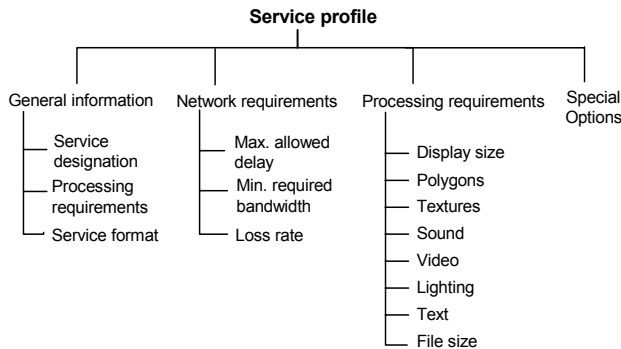 Service profile
General information
Service
designation
Processing
requirements
Service format
Network requirements
Max. allowed
delay
Min. required
bandwidth
Loss rate
Processing requirements
Display size
Polygons
Textures
Sound
Video
Lighting
Text
File size
Special
Options